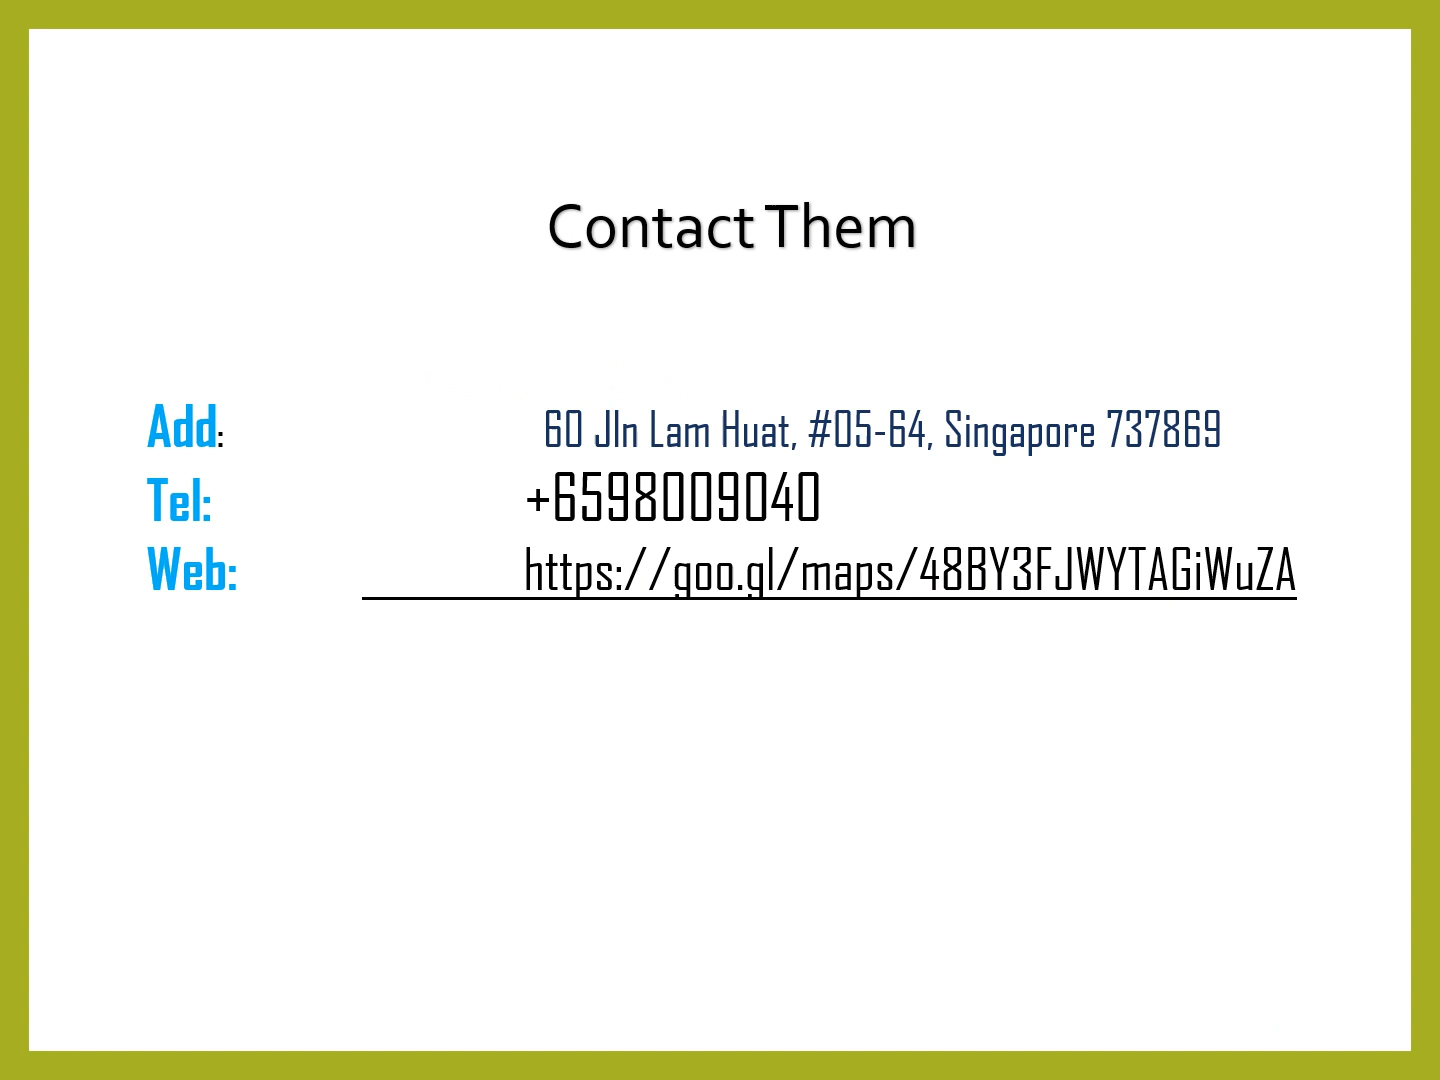 Contact Them
Add: 60 Jln Lam Huat, #05-64, Singapore 737869
Tel: +6598009040
Web: https://goo.gl/maps/48BY3FJWYTAGiWuZA